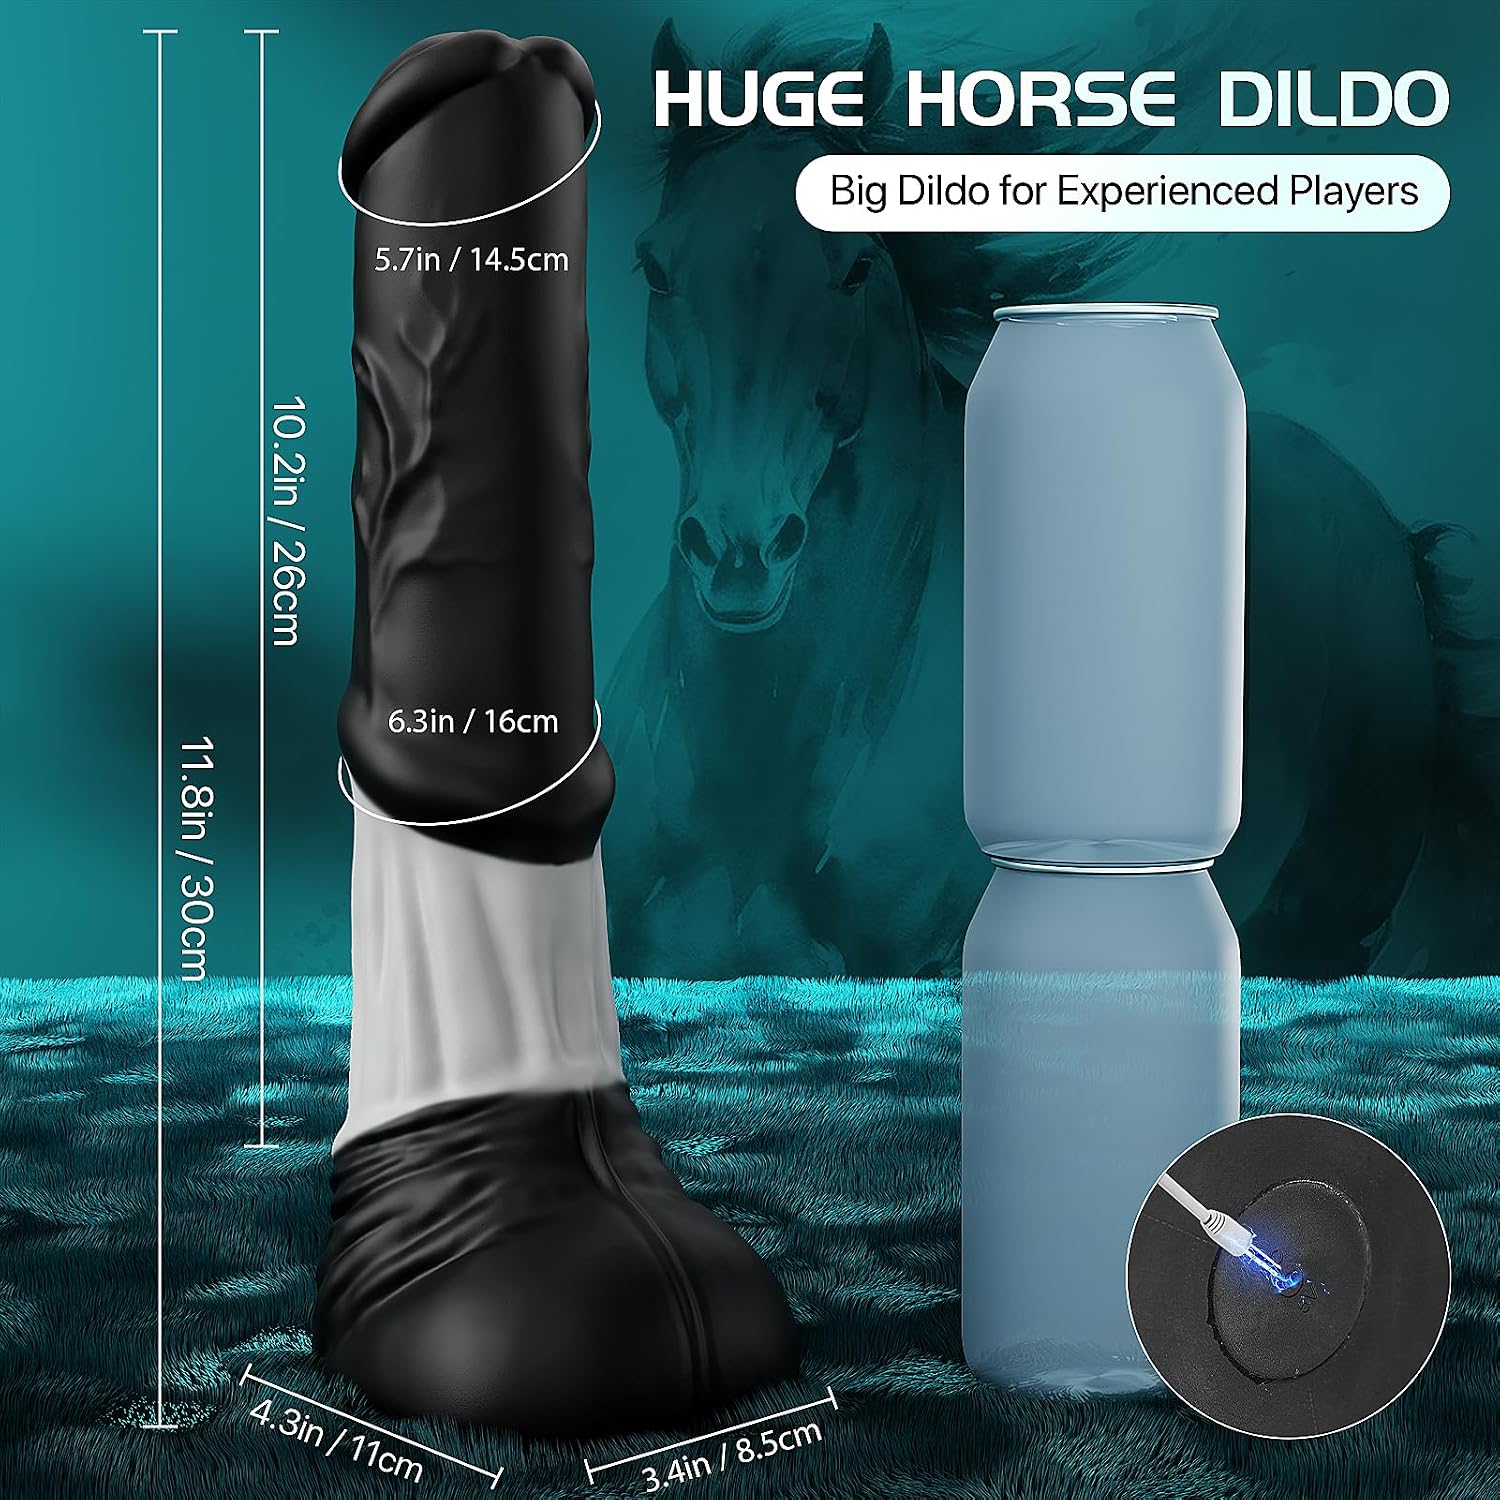 HUGE HORSE DILDO
Big Dildo for Experienced Players
5.7in / 14.5cm
10.2in / 26cm
6.3in / 16cm
11.8in / 30cm
4.3in / 11cm
3.4in / 8.5cm